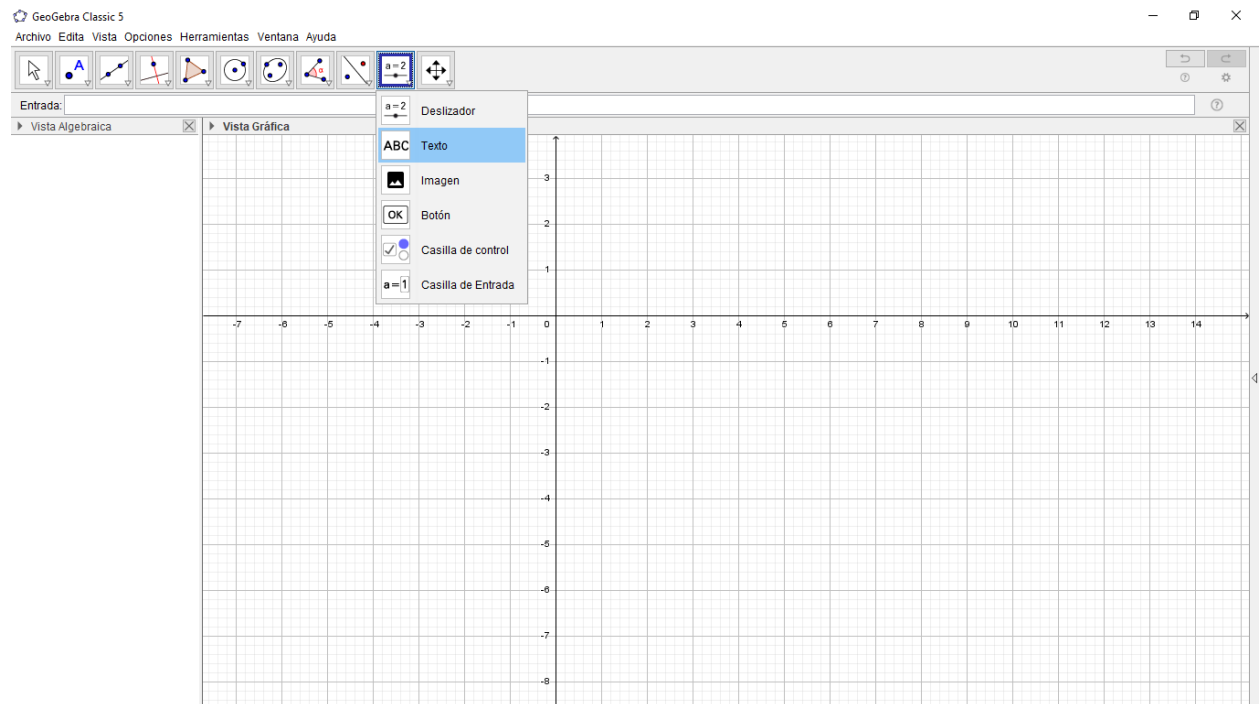 GeoGebra Classic 5
Archivo Edita Vista Opciones Herramientas Ventana Ayuda
A α a=2
Entrada:
Vista Algebraica
Vista Gráfica
a=2 Deslizador
ABC Texto
Imagen
OK Botón
Casilla de control
a=1 Casilla de Entrada
3
2
1
-7 -6 -5 -4 -3 -2 -1 0 1 2 3 4 5 6 7 8 9 10 11 12 13 14
-1
-2
-3
-4
-5
-6
-7
-8